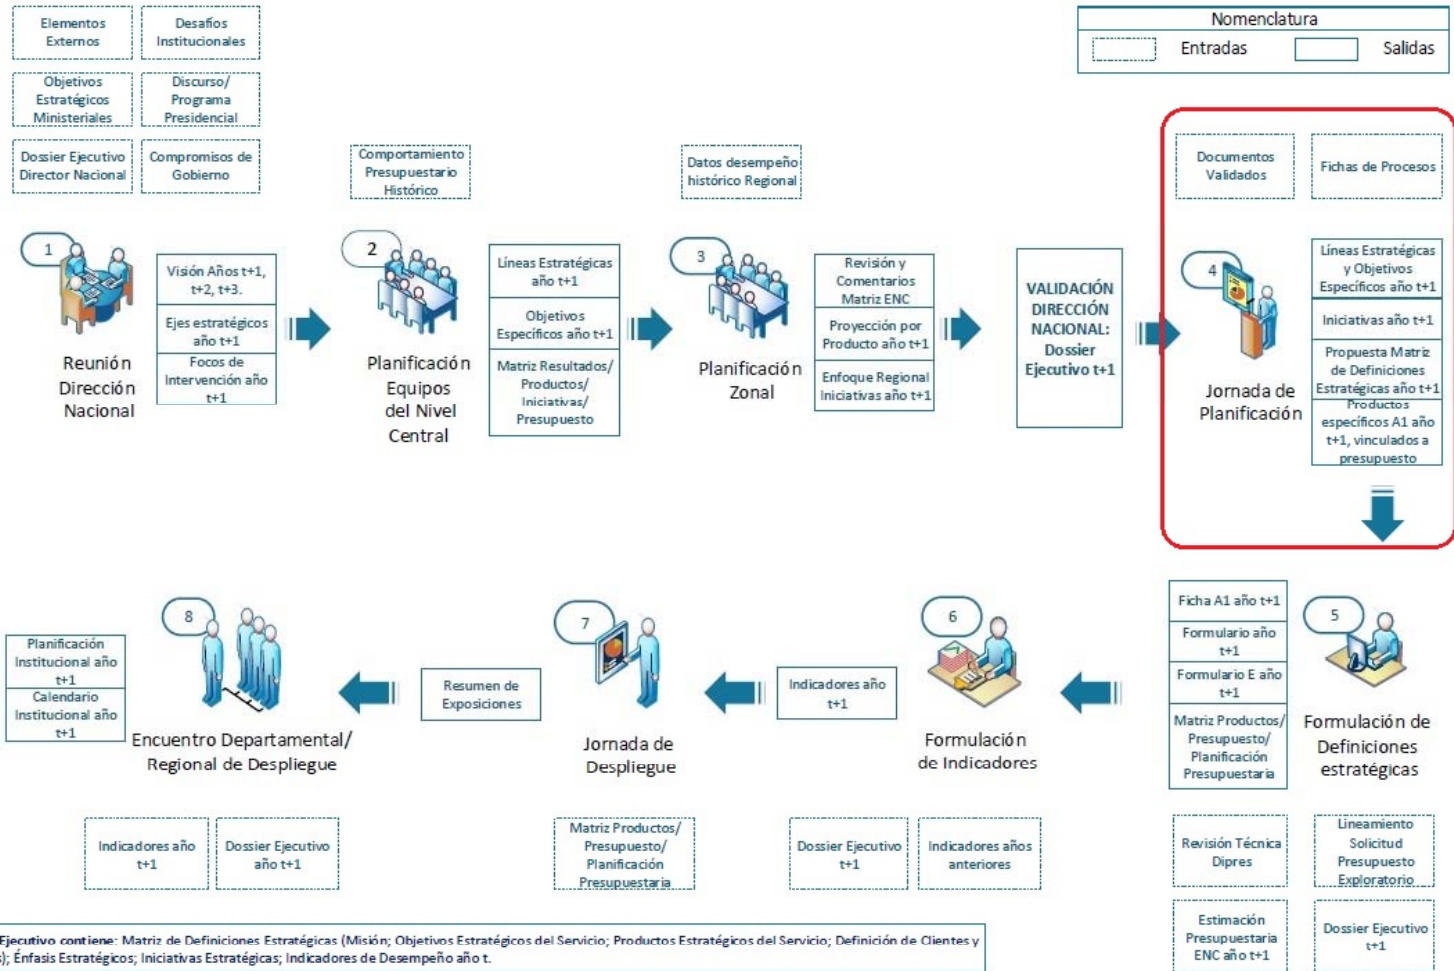 Elementos
Externos
Desafíos
Institucionales
Objetivos
Estratégicos
Ministeriales
Discurso/
Programa
Presidencial
Dossier Ejecutivo
Director Nacional
Compromisos de
Gobierno
Nomenclatura
Entradas
Salidas
Comportamiento
Presupuestario
Histórico
Datos desempeño
histórico Regional
Documentos
Validados
Fichas de Procesos
1
Reunión
Dirección
Nacional
Visión Años t+1,
t+2, t+3.
Ejes estratégicos
año t+1
Focos de
Intervención año
t+1
2
Planificación
Equipos
del Nivel
Central
Líneas Estratégicas
año t+1
Objetivos
Específicos año t+1
Matriz Resultados/
Productos/
Iniciativas/
Presupuesto
3
Planificación
Zonal
Revisión y
Comentarios
Matriz ENC
Proyección por
Producto año t+1
Enfoque Regional
Iniciativas año t+1
VALIDACIÓN
DIRECCIÓN
NACIONAL:
Dossier
Ejecutivo t+1
4
Jornada de
Planificación
Líneas Estratégicas
y Objetivos
Específicos año t+1
Iniciativas año t+1
Propuesta Matriz
de Definiciones
Estratégicas año t+1
Productos
específicos A1 año
t+1, vinculados a
presupuesto
Planificación
Institucional año
t+1
Calendario
Institucional año
t+1
8
Encuentro Departamental/
Regional de Despliegue
Resumen de
Exposiciones
7
Jornada de
Despliegue
Indicadores año
t+1
6
Formulación
de Indicadores
Ficha A1 año t+1
Formulario año
t+1
Formulario E año
t+1
Matriz Productos/
Presupuesto/
Planificación
Presupuestaria
5
Formulación de
Definiciones
estratégicas
Indicadores año
t+1
Dossier Ejecutivo
año t+1
Matriz Productos/
Presupuesto/
Planificación
Presupuestaria
Dossier Ejecutivo
t+1
Indicadores años
anteriores
Revisión Técnica
Dipres
Lineamiento
Solicitud
Presupuesto
Exploratorio
Estimación
Presupuestaria
ENC año t+1
Dossier Ejecutivo
t+1
Ejecutivo contiene: Matriz de Definiciones Estratégicas (Misión; Objetivos Estratégicos del Servicio; Productos Estratégicos del Servicio; Definición de Clientes y
); Énfasis Estratégicos; Iniciativas Estratégicas; Indicadores de Desempeño año t.